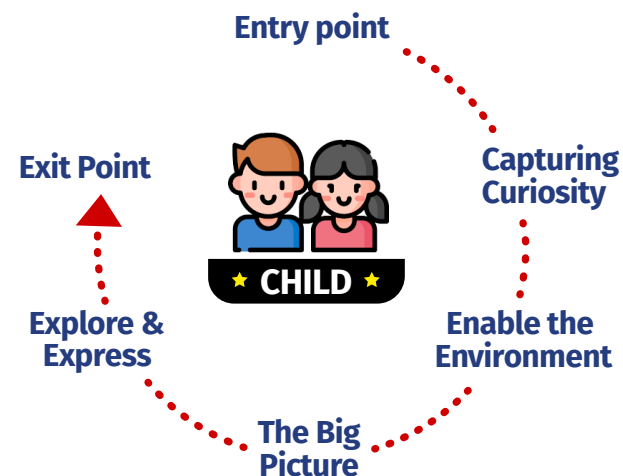 Entry point
Capturing
Curiosity
Enable the
Environment
The Big
Picture
Explore &
Express
Exit Point
CHILD